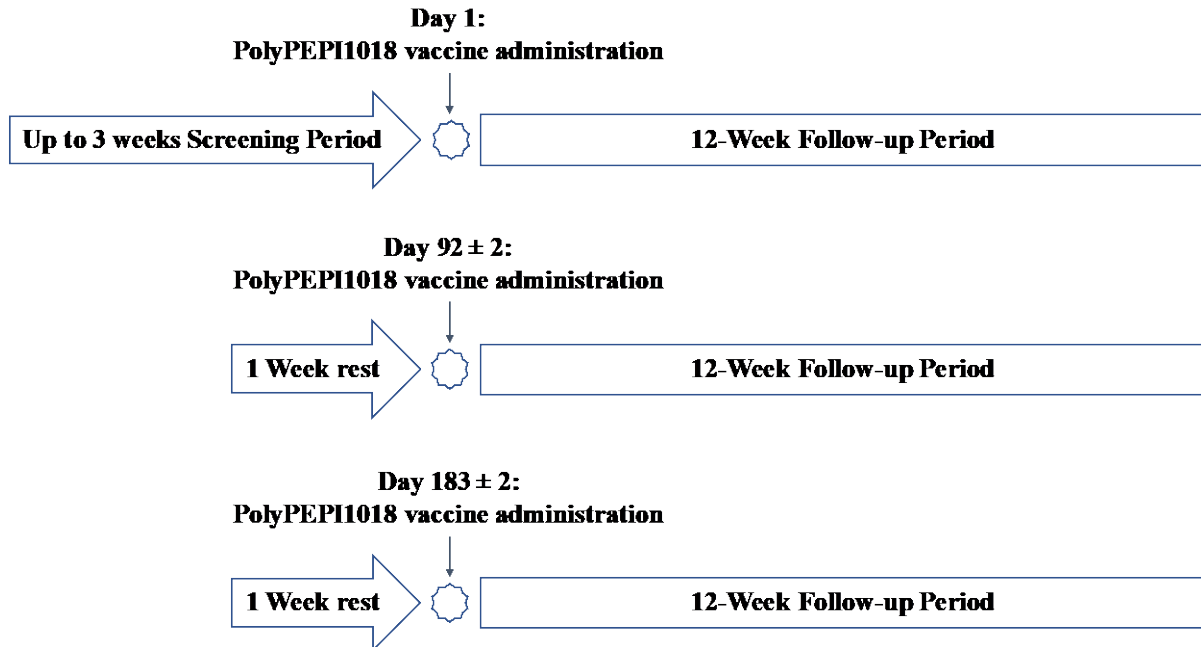 Day 1:
PolyPEPI1018 vaccine administration
Up to 3 weeks Screening Period
12-Week Follow-up Period
Day 92 ± 2:
PolyPEPI1018 vaccine administration
1 Week rest
12-Week Follow-up Period
Day 183 ± 2:
PolyPEPI1018 vaccine administration
1 Week rest
12-Week Follow-up Period